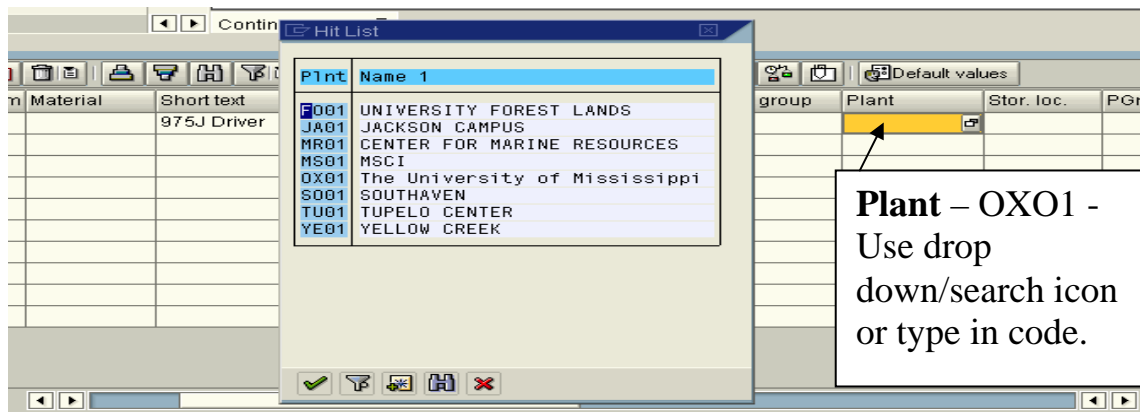 Contin
Hit List
Plnt Name 1
FO01 UNIVERSITY FOREST LANDS
JA01 JACKSON CAMPUS
MR01 CENTER FOR MARINE RESOURCES
MS01 MSCI
OX01 The University of Mississippi
SO01 SOUTHAVEN
TU01 TUPELO CENTER
YE01 YELLOW CREEK
Default values
m Material Short text group Plant Stor. loc. PGr
975J Driver
Plant – OXO1 -
Use drop
down/search icon
or type in code.